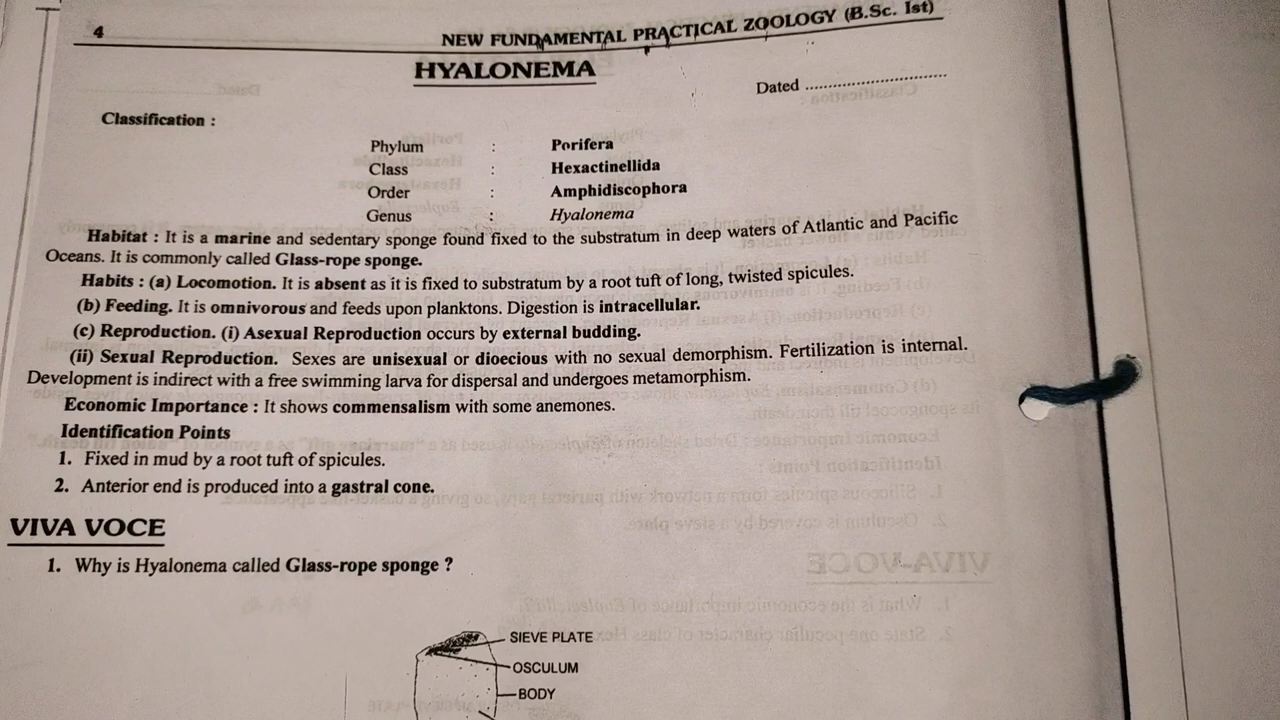 4
NEW FUNDAMENTAL PRACTICAL ZOOLOGY (B.Sc. Ist)
HYALONEMA
Dated ..............................
Classification :
Phylum : Porifera
Class : Hexactinellida
Order : Amphidiscophora
Genus : Hyalonema
Habitat : It is a marine and sedentary sponge found fixed to the substratum in deep waters of Atlantic and Pacific
Oceans. It is commonly called Glass-rope sponge.
Habits : (a) Locomotion. It is absent as it is fixed to substratum by a root tuft of long, twisted spicules.
(b) Feeding. It is omnivorous and feeds upon planktons. Digestion is intracellular.
(c) Reproduction. (i) Asexual Reproduction occurs by external budding.
(ii) Sexual Reproduction. Sexes are unisexual or dioecious with no sexual demorphism. Fertilization is internal.
Development is indirect with a free swimming larva for dispersal and undergoes metamorphism.
Economic Importance : It shows commensalism with some anemones.
Identification Points
1. Fixed in mud by a root tuft of spicules.
2. Anterior end is produced into a gastral cone.
VIVA VOCE
1. Why is Hyalonema called Glass-rope sponge ?
SIEVE PLATE
OSCULUM
BODY